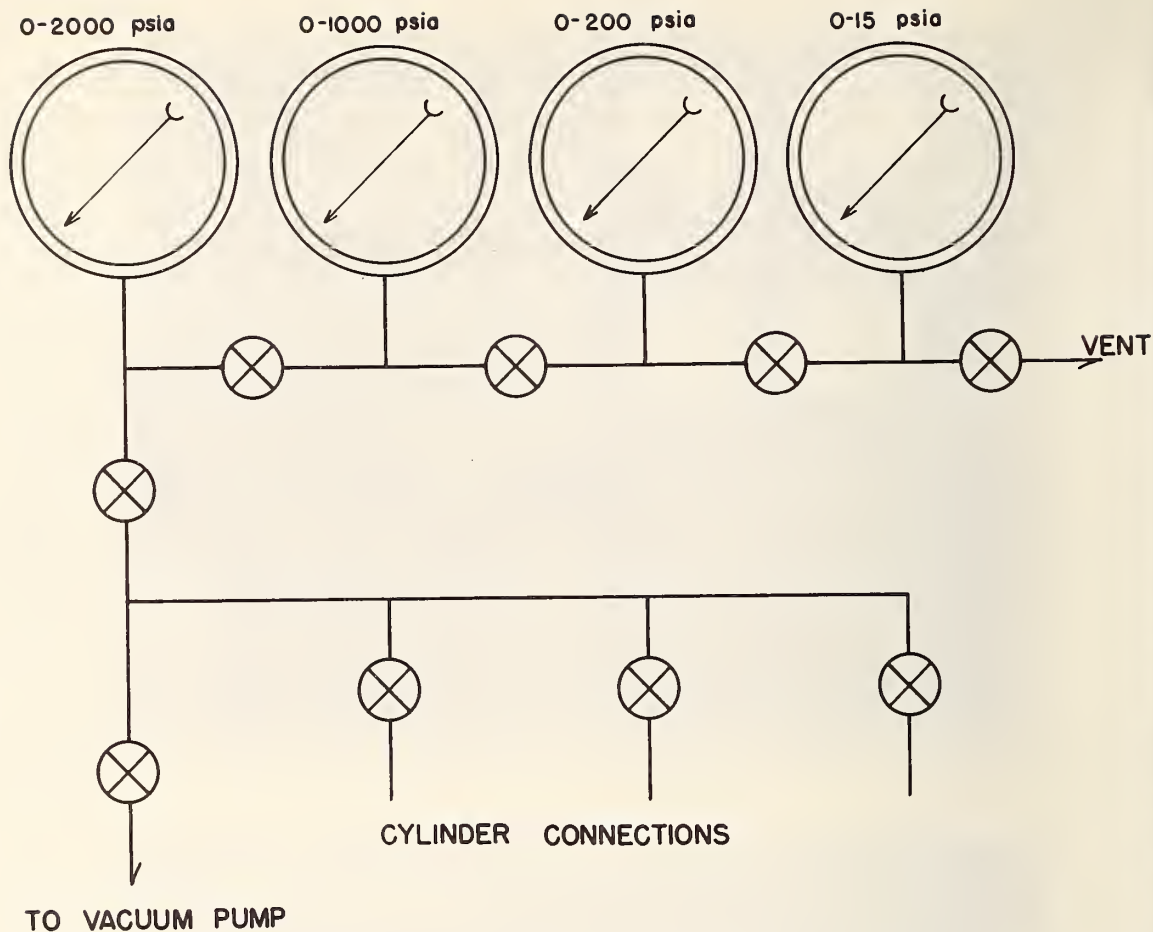 0-2000 psia
0-1000 psia
0-200 psia
0-15 psia
VENT
CYLINDER CONNECTIONS
TO VACUUM PUMP